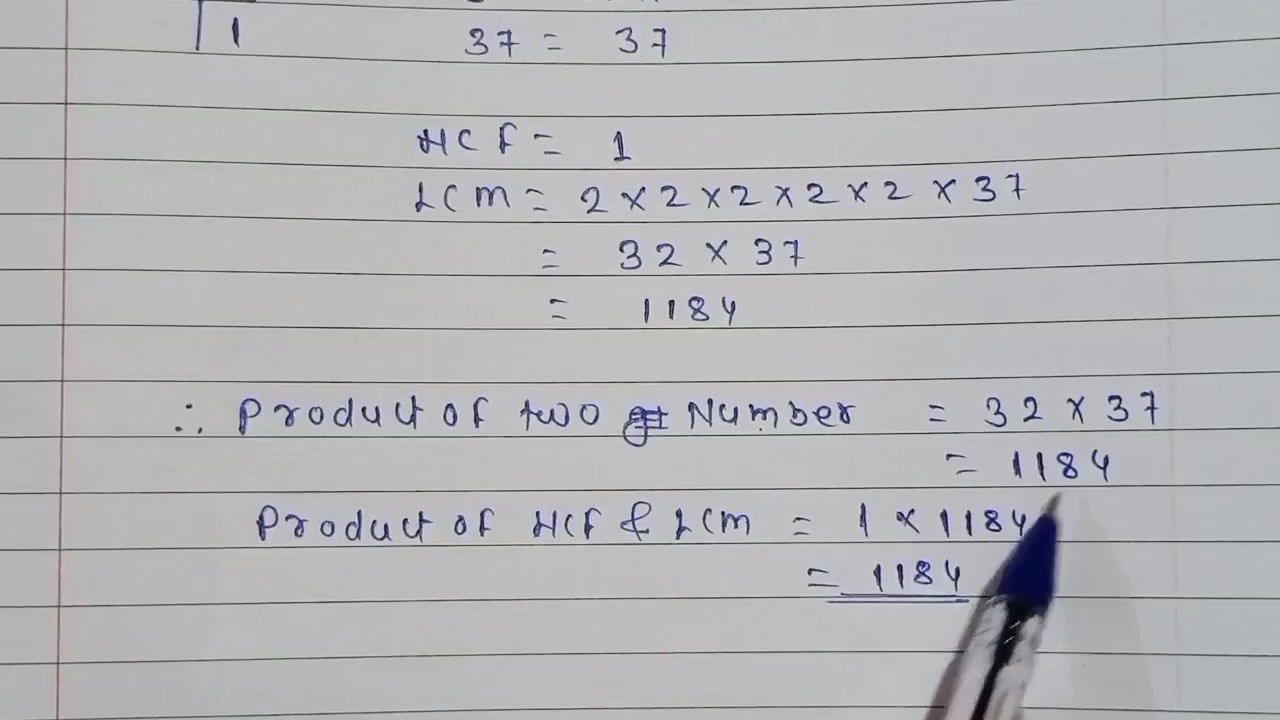 1 37 = 37
HCF = 1
LCM = 2 × 2 × 2 × 2 × 2 × 37
= 32 × 37
= 1184
∴ Product of two Number = 32 × 37
= 1184
Product of HCF & LCM = 1 × 1184
= 1184